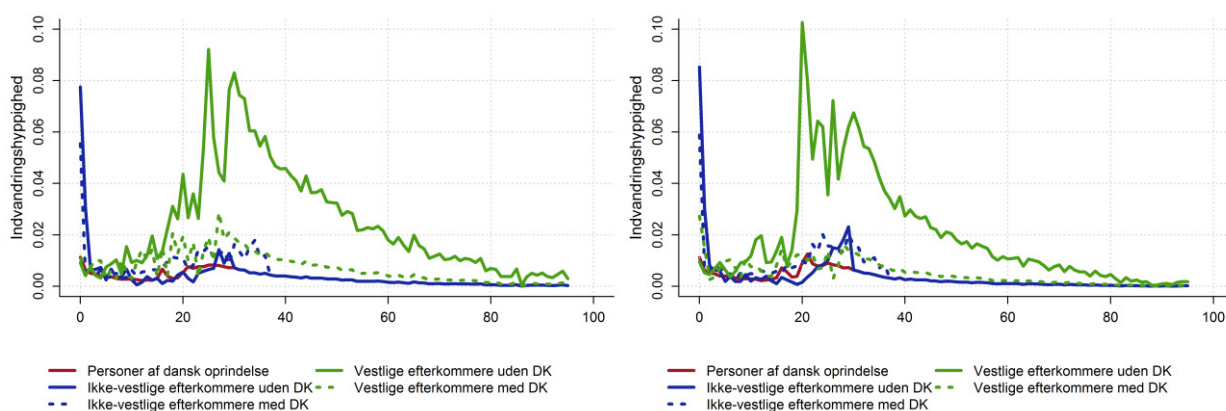 0.10
0.08
0.06
0.04
0.02
0.00
Indvandringshyppighed
0 20 40 60 80 100
Personer af dansk oprindelse
Ikke-vestlige efterkommere uden DK
Ikke-vestlige efterkommere med DK
Vestlige efterkommere uden DK
Vestlige efterkommere med DK
0.10
0.08
0.06
0.04
0.02
0.00
Indvandringshyppighed
0 20 40 60 80 100
Personer af dansk oprindelse
Ikke-vestlige efterkommere uden DK
Ikke-vestlige efterkommere med DK
Vestlige efterkommere uden DK
Vestlige efterkommere med DK